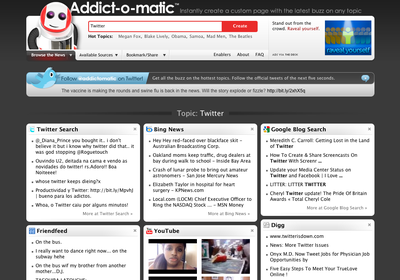 Addict-o-matic™
Instantly create a custom page with the latest buzz on any topic
Twitter
Create
Hot Topics: Megan Fox, Blake Lively, Obama, Samoa, Mad Men, The Beatles
Stand out from the
crowd. Raveal yourself.
raveal yourself
Browse the News
Available Sources
Bookmark/Share
Enablers
About
FAQ
Follow @addictomatic on Twitter!
Get all of the buzz on the hottest topics. Follow the official tweets of the next five seconds.
The vaccine is making the rounds and swine flu is back in the news. Will the story explode or fizzle? http://bit.ly/2xhX5q
Topic: Twitter
Twitter Search
@_Diana_Prince you bought it.. i don't
believe it but i know why twitter did that.. it
was god stopping @Roguetouch
Ouvindo U2, deitada na cama e vendo as
novidades do twitter! rs.Adoro!! Boa
Noiteee!
whose twitter keeps dieing?x
Productividad y Twitter: http://bit.ly/MpvhJ
| bueno para los adictos.
Whoa, o Twitter caiu por alguns minutos!
More at Twitter Search »
Bing News
Hey Hey red-faced over blackface skit -
Australian Broadcasting Corp.
Oakland moms keep traffic, drug dealers at
bay during walk to school - Inside Bay Area
Crash of lunar probe to bring out amateur
astronomers - San Jose Mercury News
Elizabeth Taylor in hospital for heart
surgery - KPNews.com
Local.com (LOCM) Chief Executive Officer to
Ring the NASDAQ Stock ... - MSN Money
More at Bing News »
Google Blog Search
Meredith C. Carroll: Getting Lost in the Land
of Twitter
How To Create & Share Screencasts On
Twitter With Screenr ...
Update your Media Center Status on
Twitter and Facebook | I Love ...
LITTER: LITTER TWITTER
Cheryl Twitter update! The Pride of Britain
Awards + Total Cheryl Cole
More at Google Blog Search »
Friendfeed
On the bus.
I really want to dance right now... on the
subway hehe
On the bus wif my brother from another
mother...D.J.
YouTube
Digg
www.twitterisdown.com
News: More Twitter Issues
Onyx M.D. Now Tweet Jobs for Physician Job
Opportunities by
Five Easy Steps to Meet Your TrueLove
Online !